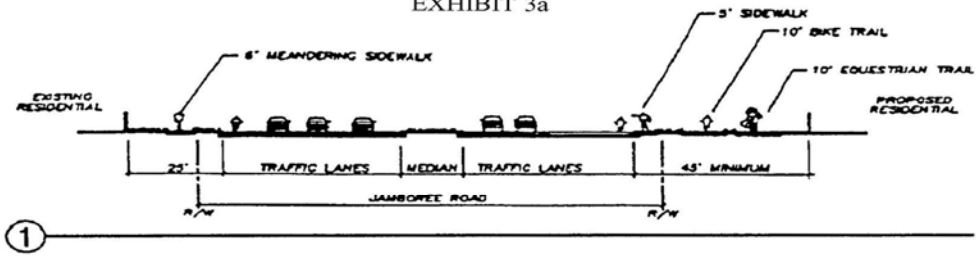 EXHIBIT 3a
5' SIDEWALK
10' BIKE TRAIL
6' MEANDERING SIDEWALK
10' EQUESTRIAN TRAIL
EXISTING
RESIDENTIAL
PROPOSED
RESIDENTIAL
25' TRAFFIC LANES MEDIAN TRAFFIC LANES 45' MINIMUM
JAMBOREE ROAD
R/W R/W
1